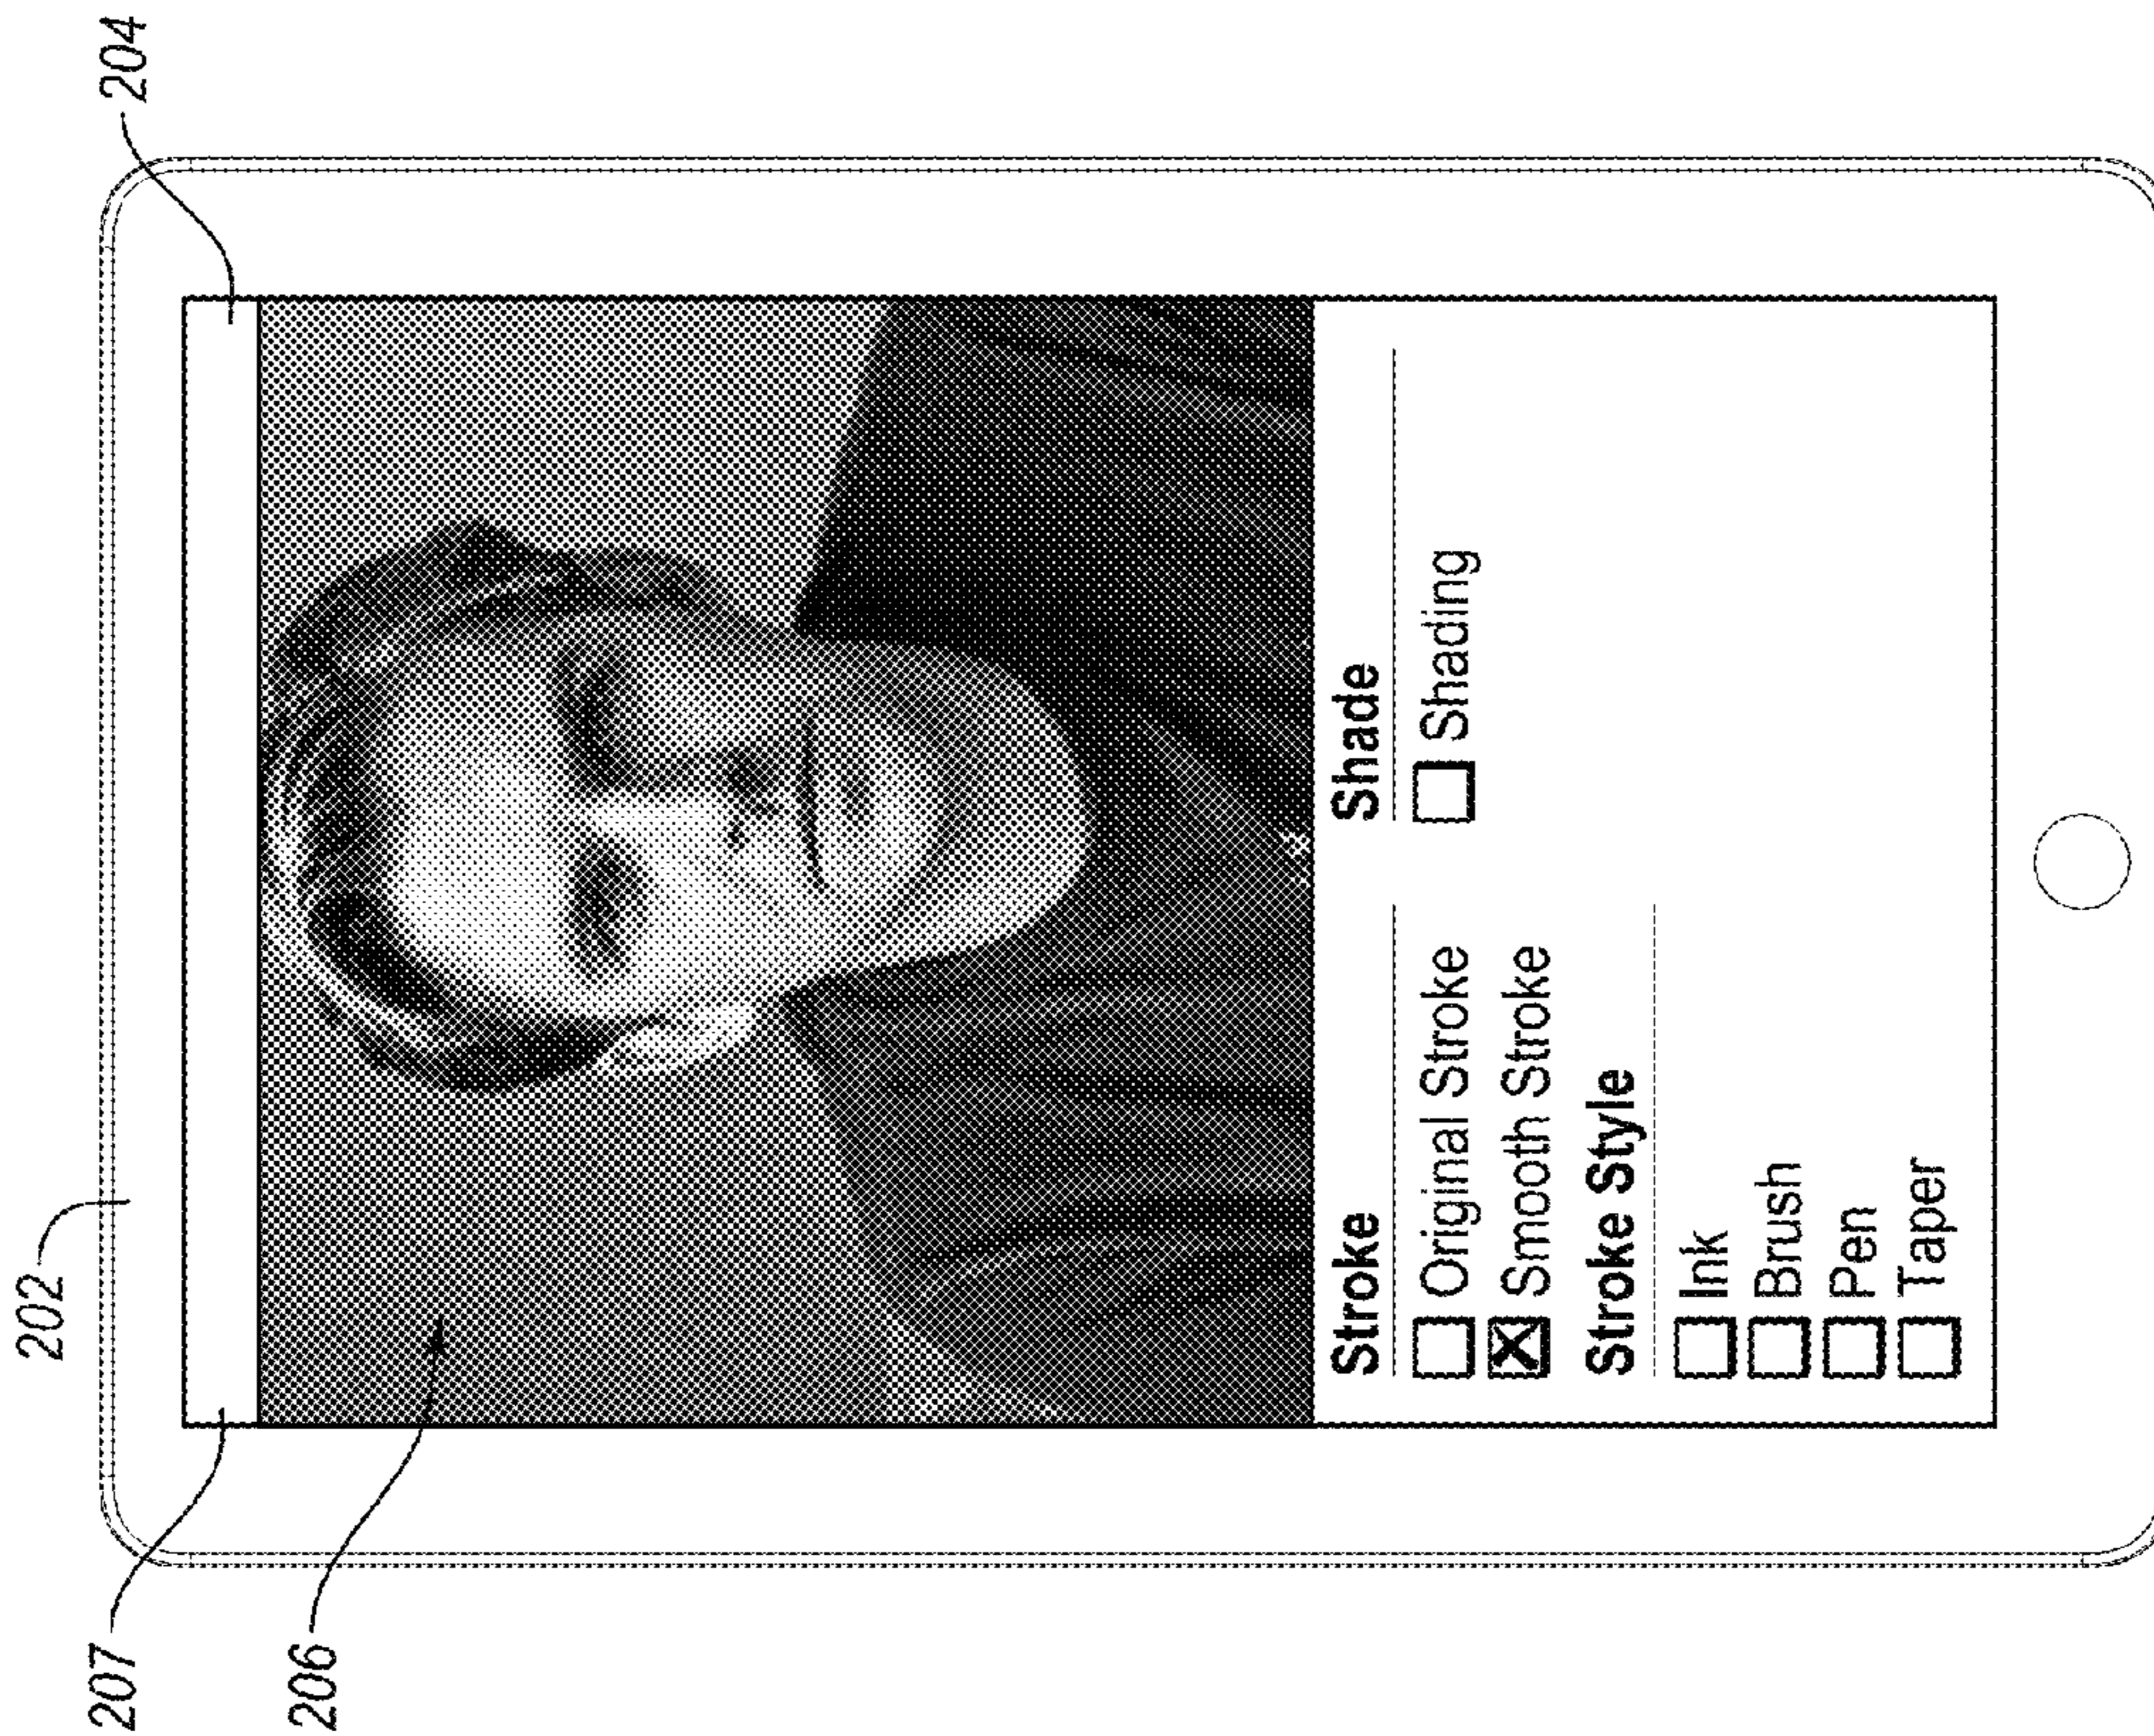 202
204
207
206
Stroke
Original Stroke
Smooth Stroke
Stroke Style
Ink
Brush
Pen
Taper
Shade
Shading